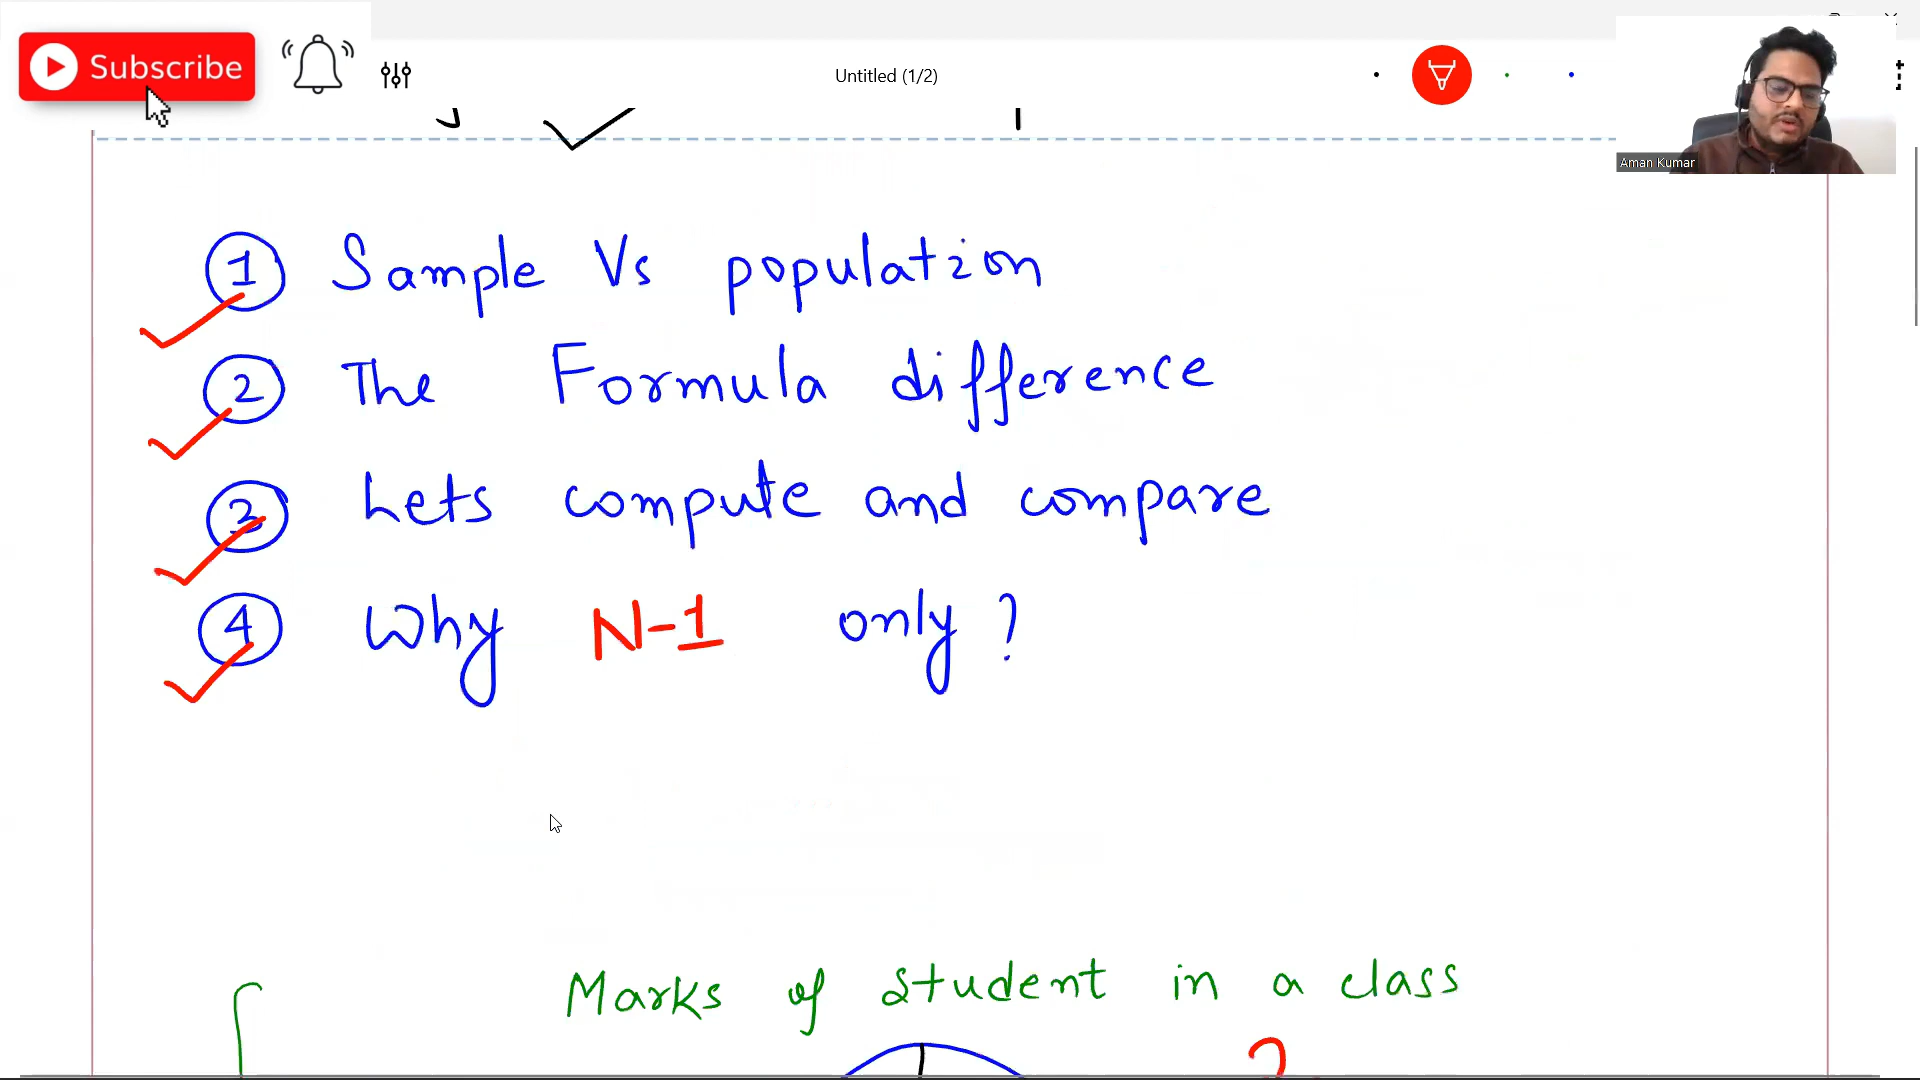 Subscribe
Untitled (1/2)
Aman Kumar
1 Sample Vs population
2 The Formula difference
3 Lets compute and compare
4 Why N-1 only?
Marks of student in a class